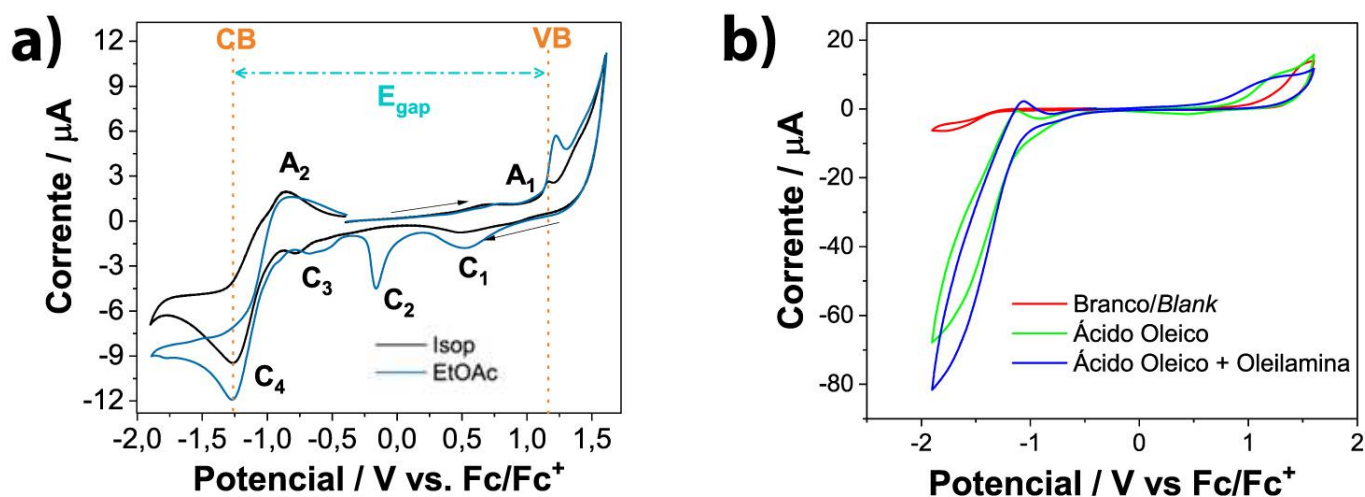 a)
CB
VB
E_gap
A₂
A₁
C₃
C₂
C₁
C₄
Isop
EtOAc
Corrente / μA
12
9
6
3
0
-3
-6
-9
-12
-2,0 -1,5 -1,0 -0,5 0,0 0,5 1,0 1,5
Potencial / V vs. Fc/Fc⁺
b)
Corrente / μA
20
0
-20
-40
-60
-80
Branco/Blank
Ácido Oleico
Ácido Oleico + Oleilamina
-2 -1 0 1 2
Potencial / V vs Fc/Fc⁺